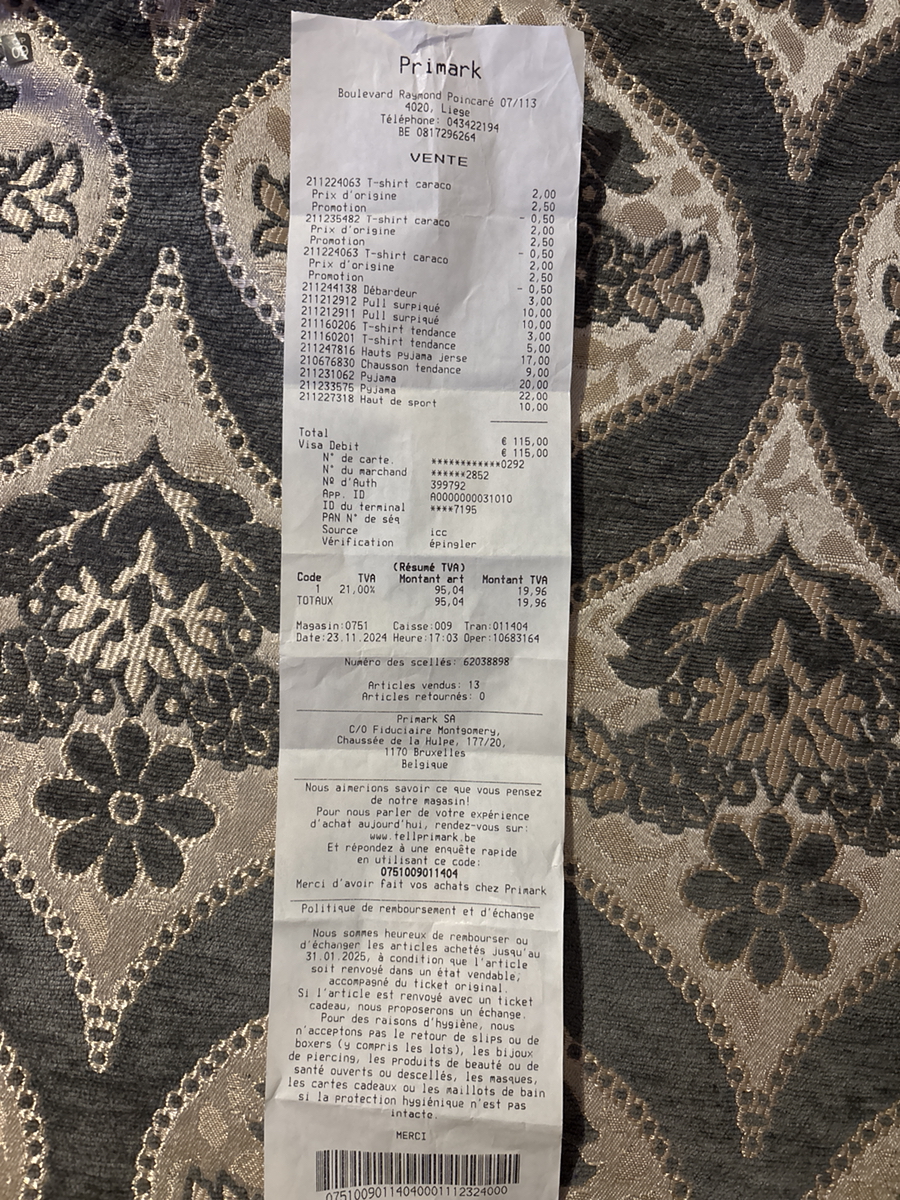 Primark
Boulevard Raymond Poincaré 07/113
4020, Liege
Téléphone: 043422194
BE 0817296264
VENTE
211224063 T-shirt caraco 2,00
Prix d'origine 2,50
Promotion - 0,50
211235482 T-shirt caraco 2,00
Prix d'origine 2,50
Promotion - 0,50
211224063 T-shirt caraco 2,00
Prix d'origine 2,50
Promotion - 0,50
211244138 Débardeur 3,00
211212912 Pull surpiqué 10,00
211212911 Pull surpiqué 10,00
211160206 T-shirt tendance 3,00
211160201 T-shirt tendance 5,00
211247816 Hauts pyjama jerse 17,00
210676830 Chausson tendance 9,00
211231062 Pyjama 20,00
211233575 Pyjama 22,00
211227318 Haut de sport 10,00
Total € 115,00
Visa Debit € 115,00
N° de carte. ************0292
N° du marchand ******2852
Nº d'Auth 399792
App. ID A0000000031010
ID du terminal ****7195
PAN N° de séq
Source icc
Vérification épingler
(Résumé TVA)
Code TVA Montant art Montant TVA
1 21,00% 95,04 19,96
TOTAUX 95,04 19,96
Magasin:0751 Caisse:009 Tran:011404
Date:23.11.2024 Heure:17:03 Oper:10683164
Numéro des scellés: 62038898
Articles vendus: 13
Articles retournés: 0
Primark SA
C/O Fiduciaire Montgomery,
Chaussée de la Hulpe, 177/20,
1170 Bruxelles
Belgique
Nous aimerions savoir ce que vous pensez
de notre magasin!
Pour nous parler de votre expérience
d'achat aujourd'hui, rendez-vous sur:
www.tellprimark.be
Et répondez à une enquête rapide
en utilisant ce code:
0751009011404
Merci d'avoir fait vos achats chez Primark
Politique de remboursement et d'échange
Nous sommes heureux de rembourser ou
d'échanger les articles achetés jusqu'au
31.01.2025, à condition que l'article
soit renvoyé dans un état vendable,
accompagné du ticket original.
Si l'article est renvoyé avec un ticket
cadeau, nous proposerons un échange.
Pour des raisons d'hygiène, nous
n'acceptons pas le retour de slips ou de
boxers (y compris les lots), les bijoux
de piercing, les produits de beauté ou de
santé ouverts ou descellés, les masques,
les cartes cadeaux ou les maillots de bain
si la protection hygiénique n'est pas
intacte.
MERCI
07510090114040001112324000